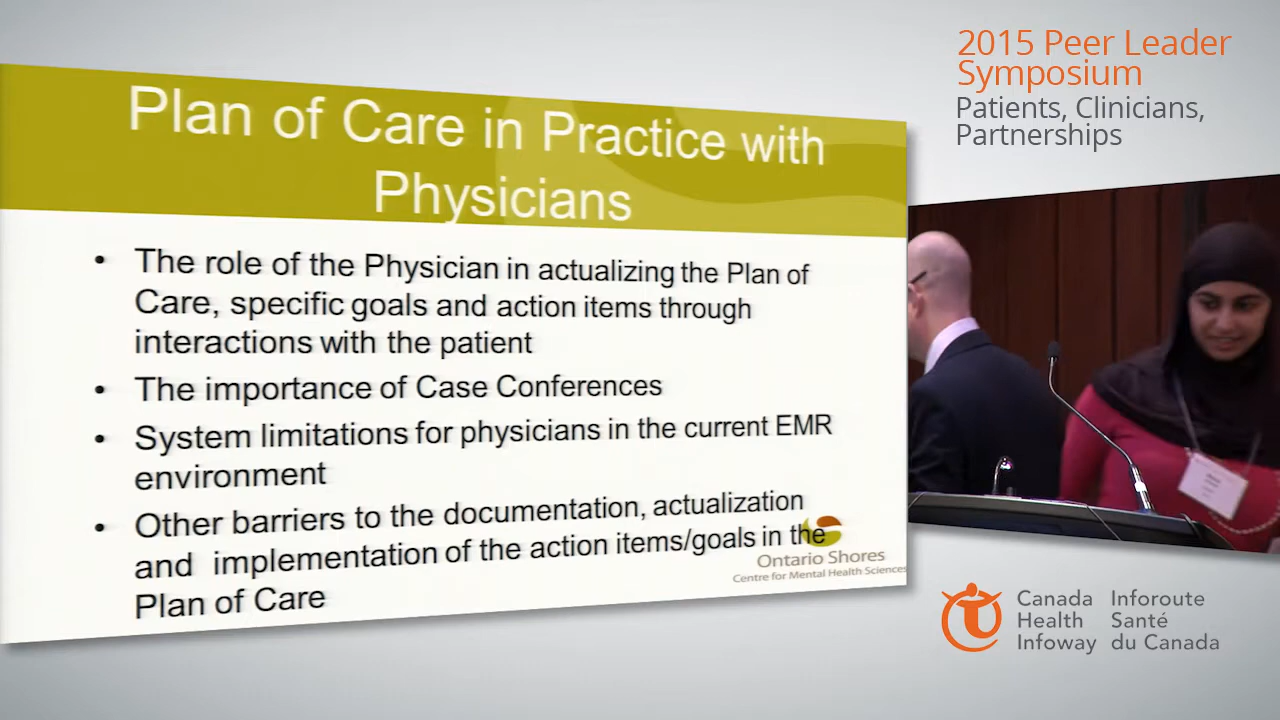 2015 Peer Leader
Symposium
Patients, Clinicians,
Partnerships
Plan of Care in Practice with
Physicians
• The role of the Physician in actualizing the Plan of
Care, specific goals and action items through
interactions with the patient
• The importance of Case Conferences
• System limitations for physicians in the current EMR
environment
• Other barriers to the documentation, actualization
and implementation of the action items/goals in the
Plan of Care
Ontario Shores
Centre for Mental Health Sciences
Canada Inforoute
Health Santé
Infoway du Canada